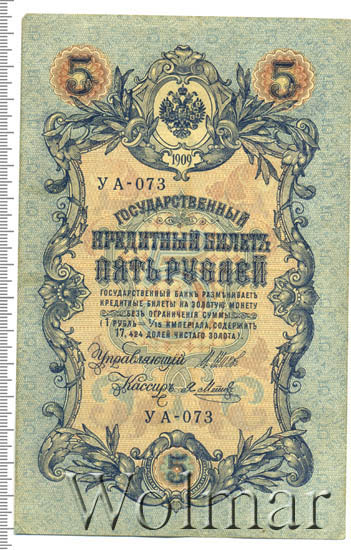 5 5
1909
УА-073
ГОСУДАРСТВЕННЫЙ
КРЕДИТНЫЙ БИЛЕТЪ
ПЯТЬ РУБЛЕЙ
ГОСУДАРСТВЕННЫЙ БАНКЪ РАЗМѢНИВАЕТЪ
КРЕДИТНЫЕ БИЛЕТЫ НА ЗОЛОТУЮ МОНЕТУ
БЕЗЪ ОГРАНИЧЕНІЯ СУММЫ
(1 РУБЛЬ = 1/15 ИМПЕРІАЛА, СОДЕРЖИТЪ
17,424 ДОЛЕЙ ЧИСТАГО ЗОЛОТА)
Управляющій
Кассиръ
УА-073
5
Wolmar